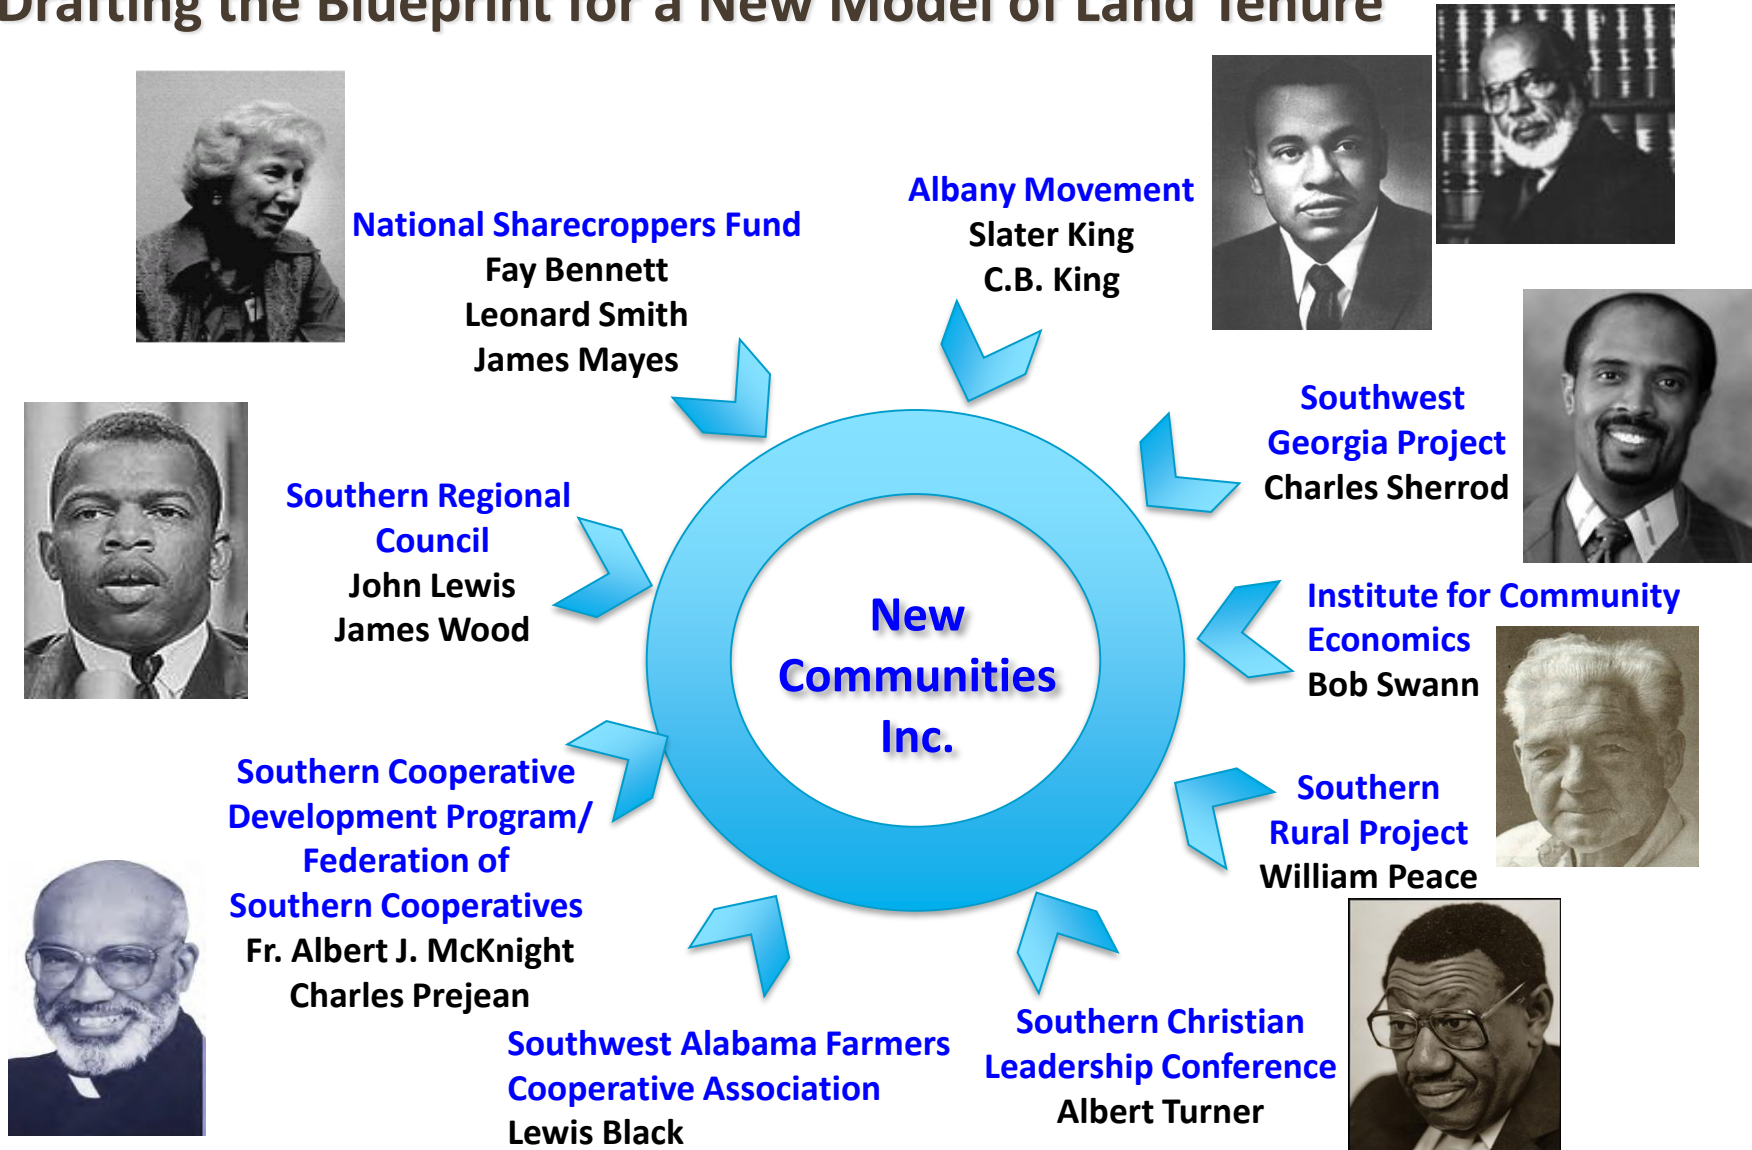 Drafting the Blueprint for a New Model of Land Tenure
National Sharecroppers Fund
Fay Bennett
Leonard Smith
James Mayes
Albany Movement
Slater King
C.B. King
Southwest
Georgia Project
Charles Sherrod
Southern Regional
Council
John Lewis
James Wood
New
Communities
Inc.
Institute for Community
Economics
Bob Swann
Southern Cooperative
Development Program/
Federation of
Southern Cooperatives
Fr. Albert J. McKnight
Charles Prejean
Southern
Rural Project
William Peace
Southwest Alabama Farmers
Cooperative Association
Lewis Black
Southern Christian
Leadership Conference
Albert Turner